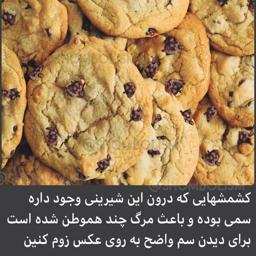 کشمشهایی که درون این شیرینی وجود داره
سمی بوده و باعث مرگ چند هموطن شده است
برای دیدن سم واضح به روی عکس زوم کنین